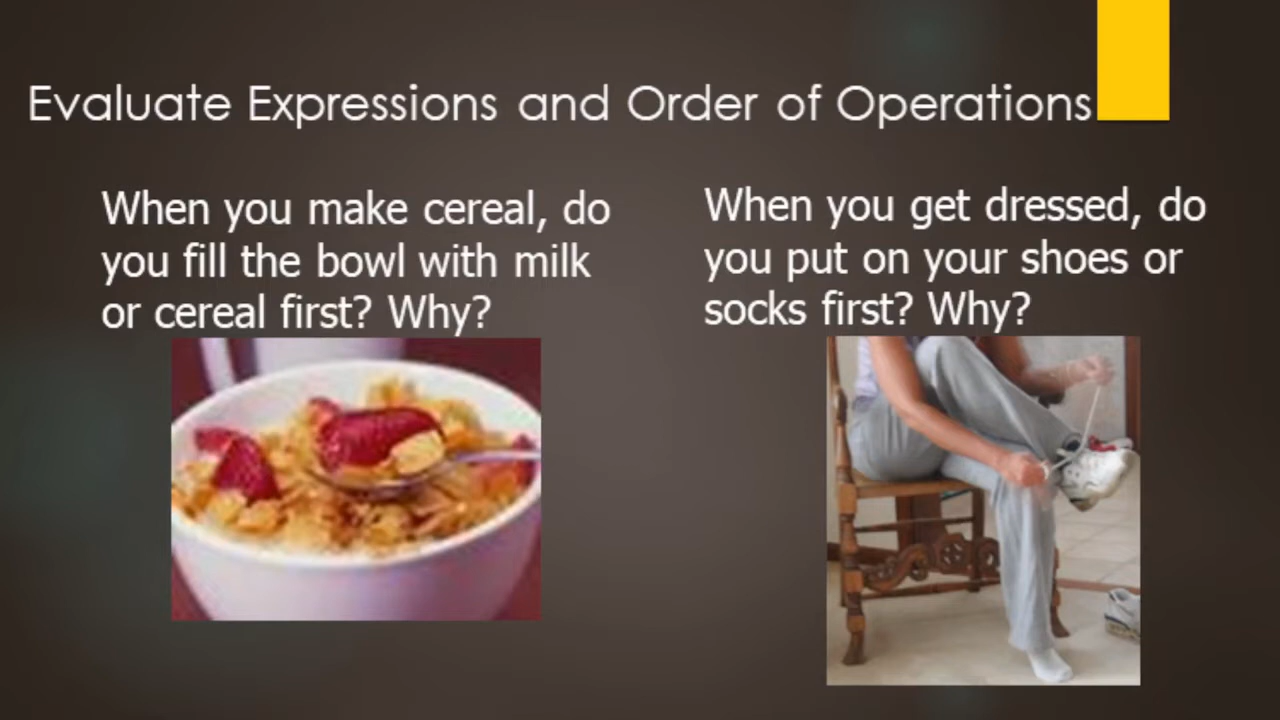 Evaluate Expressions and Order of Operations
When you make cereal, do
you fill the bowl with milk
or cereal first? Why?
When you get dressed, do
you put on your shoes or
socks first? Why?